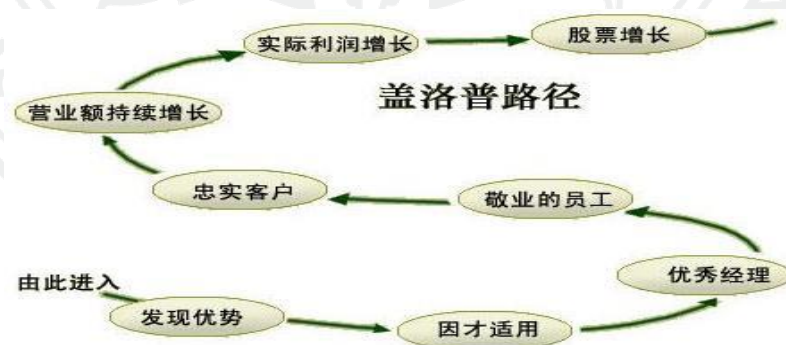 实际利润增长
股票增长
盖洛普路径
营业额持续增长
忠实客户
敬业的员工
优秀经理
由此进入
发现优势
因才适用